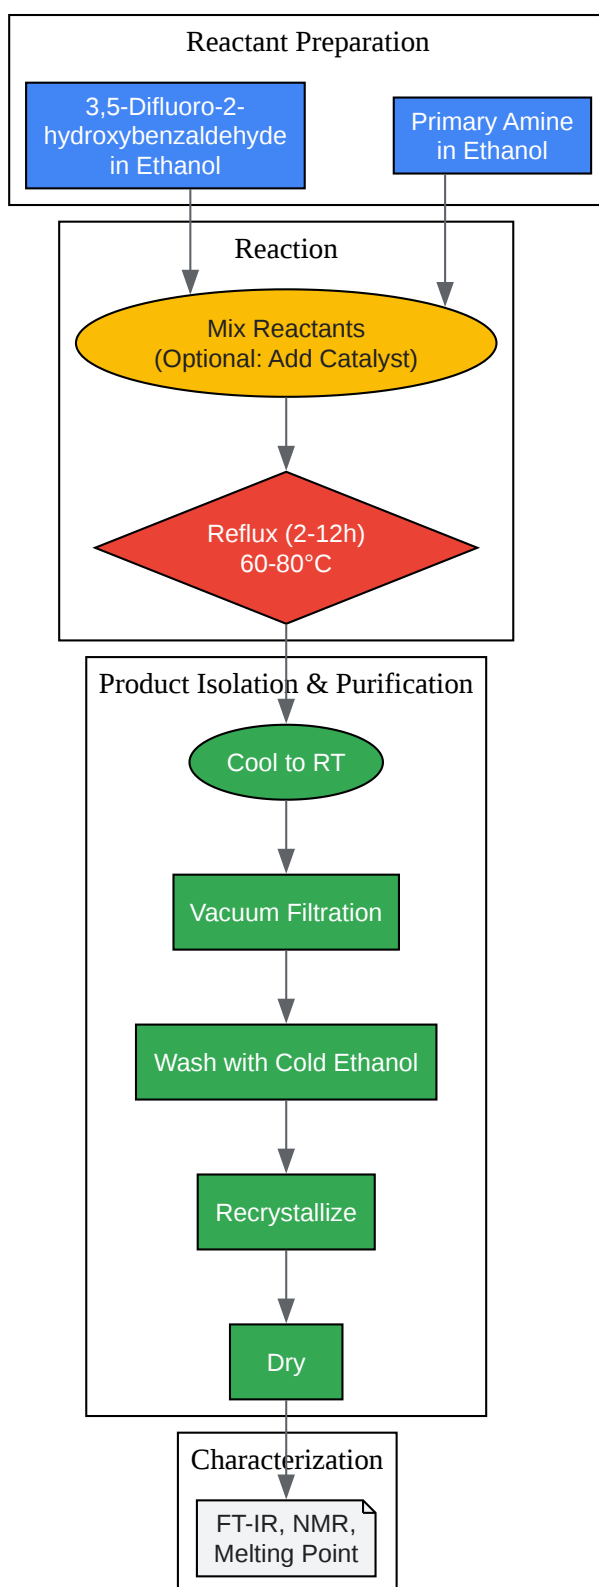 Reactant Preparation
3,5-Difluoro-2-
hydroxybenzaldehyde
in Ethanol
Primary Amine
in Ethanol
Reaction
Mix Reactants
(Optional: Add Catalyst)
Reflux (2-12h)
60-80°C
Product Isolation & Purification
Cool to RT
Vacuum Filtration
Wash with Cold Ethanol
Recrystallize
Dry
Characterization
FT-IR, NMR,
Melting Point